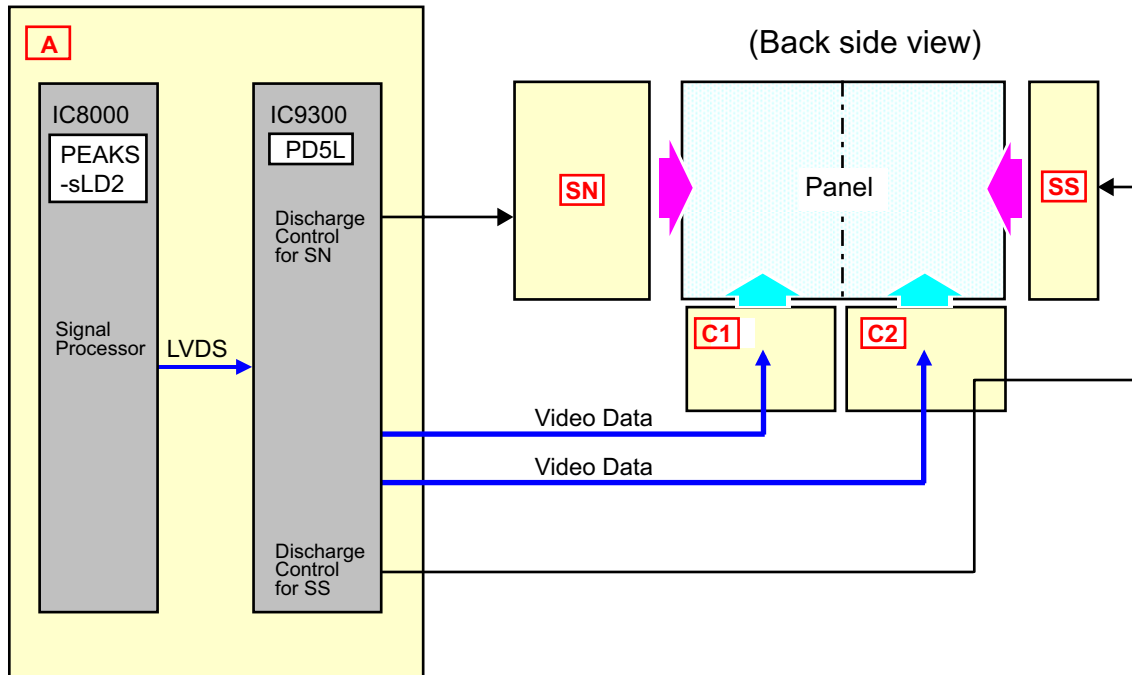 A
(Back side view)
IC8000
PEAKS
-sLD2
IC9300
PD5L
SN
Panel
SS
Discharge
Control
for SN
Signal
Processor
LVDS
C1
C2
Video Data
Video Data
Discharge
Control
for SS